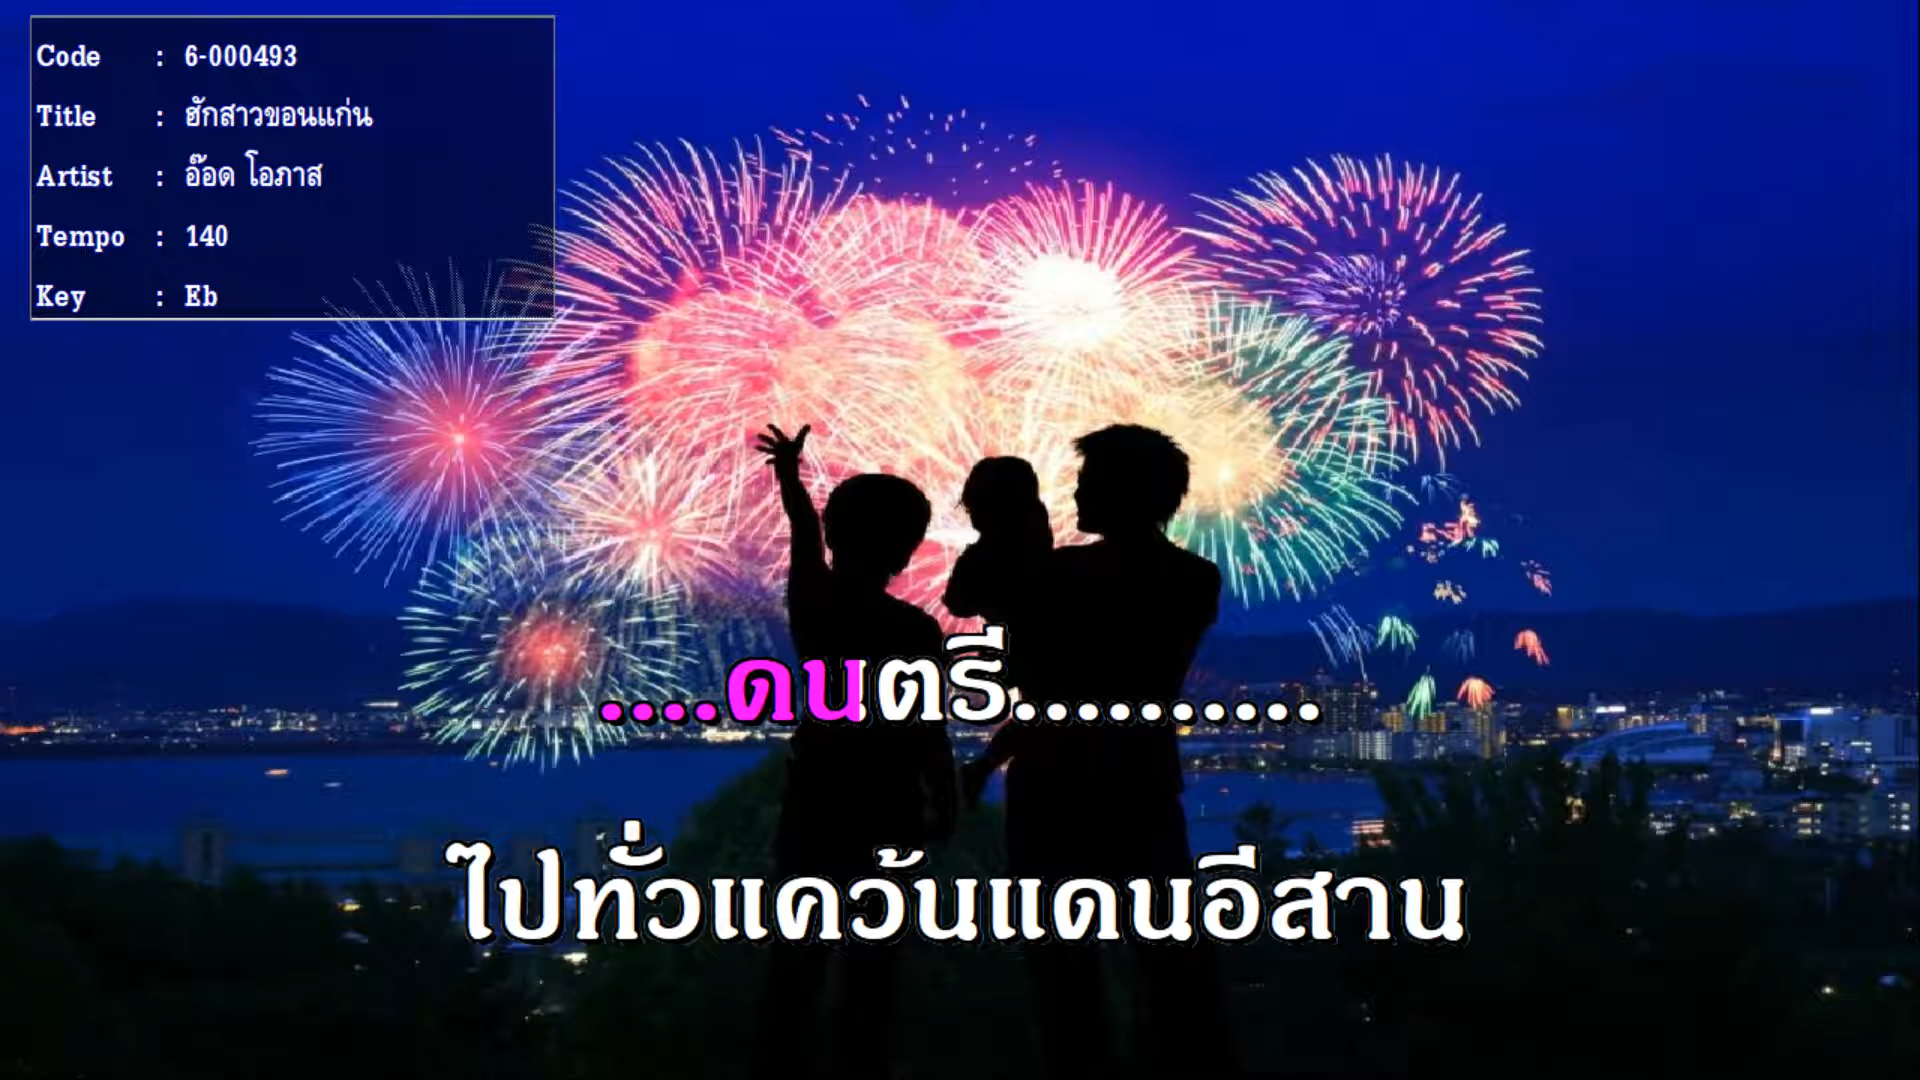 Code : 6-000493
Title : ฮักสาวขอนแก่น
Artist : อ๊อด โอภาส
Tempo : 140
Key : Eb
....ดนตรี..........
ไปทั่วแคว้นแดนอีสาน